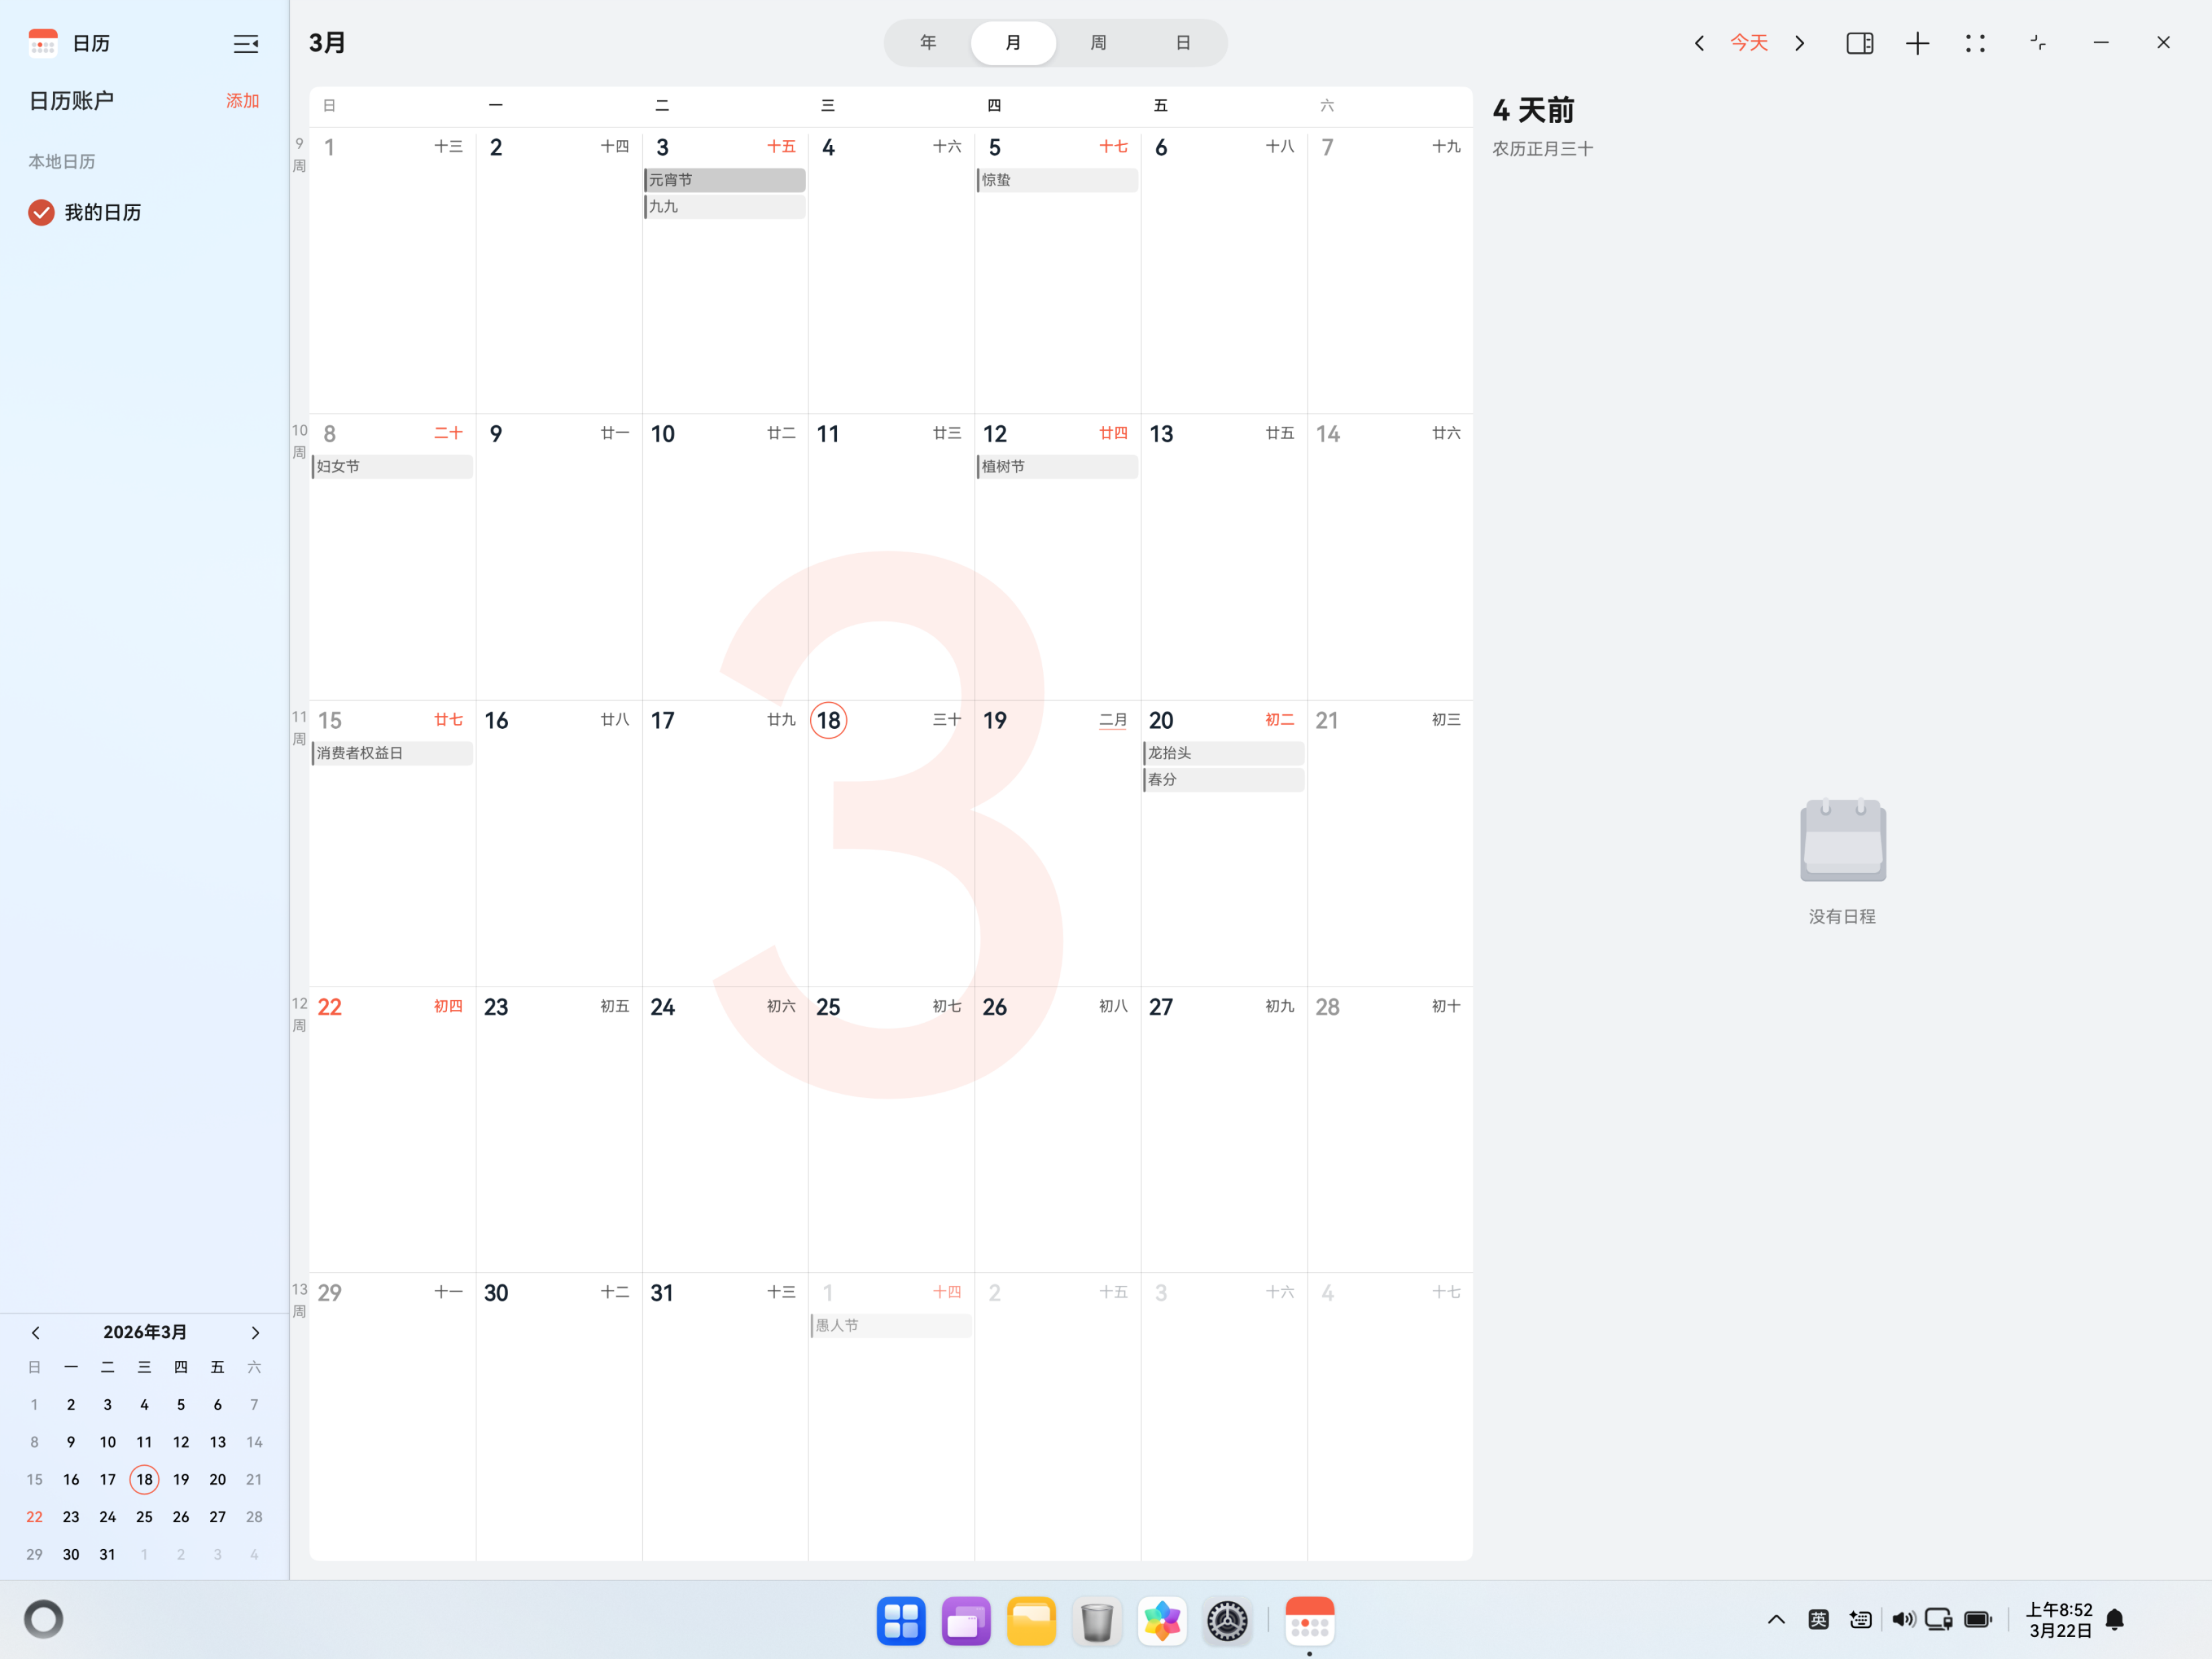 日历
日历账户 添加
本地日历
我的日历
2026年3月
日 一 二 三 四 五 六
1 2 3 4 5 6 7
8 9 10 11 12 13 14
15 16 17 18 19 20 21
22 23 24 25 26 27 28
29 30 31 1 2 3 4
3月
年 月 周 日
今天
日 一 二 三 四 五 六
9周
1 十三 2 十四 3 十五 4 十六 5 十七 6 十八 7 十九
元宵节 惊蛰
九九
10周
8 二十 9 廿一 10 廿二 11 廿三 12 廿四 13 廿五 14 廿六
妇女节 植树节
3
11周
15 廿七 16 廿八 17 廿九 18 三十 19 二月 20 初二 21 初三
消费者权益日 龙抬头
春分
12周
22 初四 23 初五 24 初六 25 初七 26 初八 27 初九 28 初十
13周
29 十一 30 十二 31 十三 1 十四 2 十五 3 十六 4 十七
愚人节
4 天前
农历正月三十
没有日程
英
上午8:52
3月22日